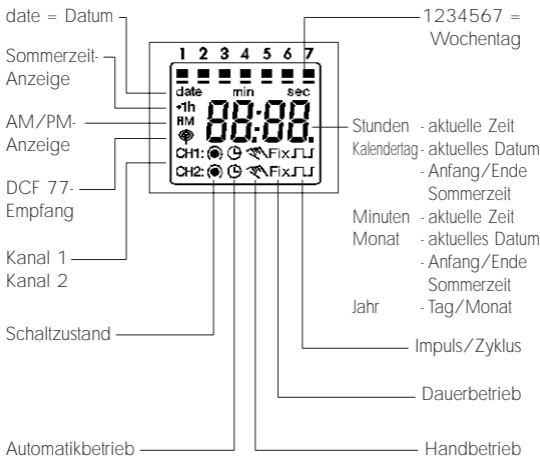 date = Datum
Sommerzeit-
Anzeige
AM/PM-
Anzeige
DCF 77-
Empfang
Kanal 1
Kanal 2
Schaltzustand
Automatikbetrieb
1 2 3 4 5 6 7
date min sec
+1h
AM
88:88.
CH1: Fix
CH2: Fix
1234567 =
Wochentag
Stunden - aktuelle Zeit
Kalendertag - aktuelles Datum
- Anfang/Ende
Sommerzeit
Minuten - aktuelle Zeit
Monat - aktuelles Datum
- Anfang/Ende
Sommerzeit
Jahr - Tag/Monat
Impuls/Zyklus
Dauerbetrieb
Handbetrieb